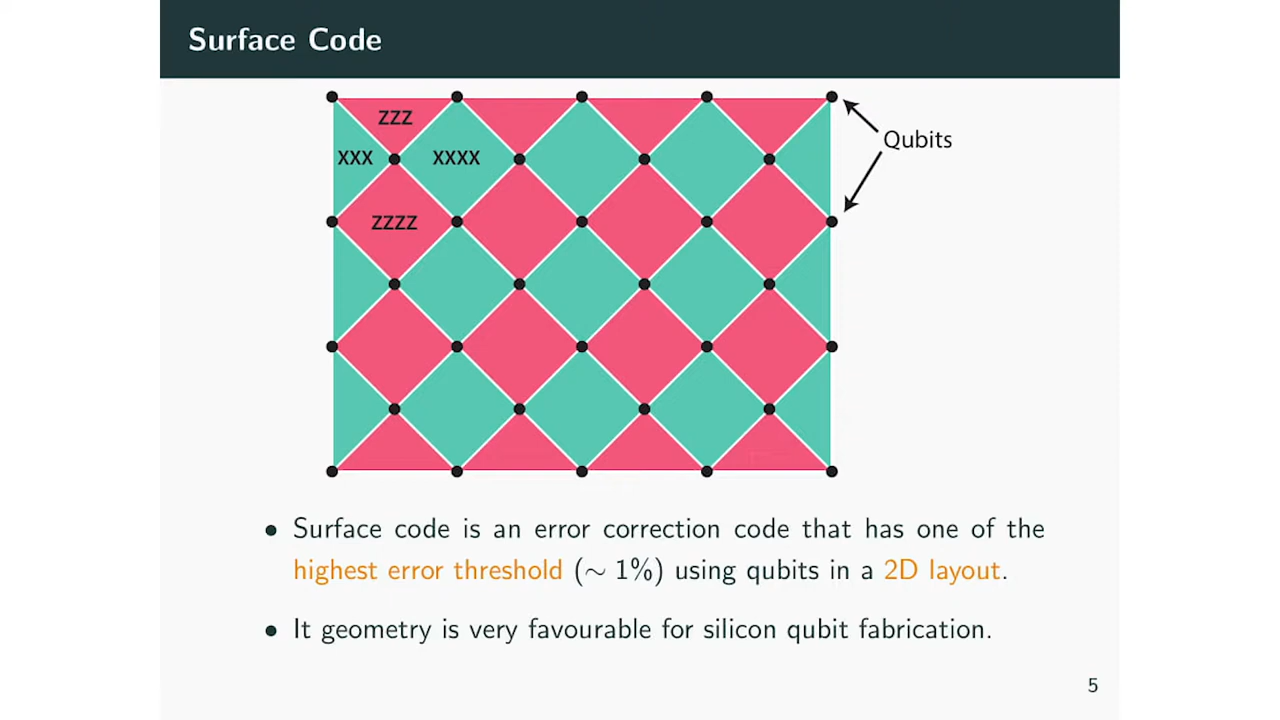 Surface Code
ZZZ
XXX
XXXX
Qubits
ZZZZ
• Surface code is an error correction code that has one of the
highest error threshold (∼ 1%) using qubits in a 2D layout.
• It geometry is very favourable for silicon qubit fabrication.
5